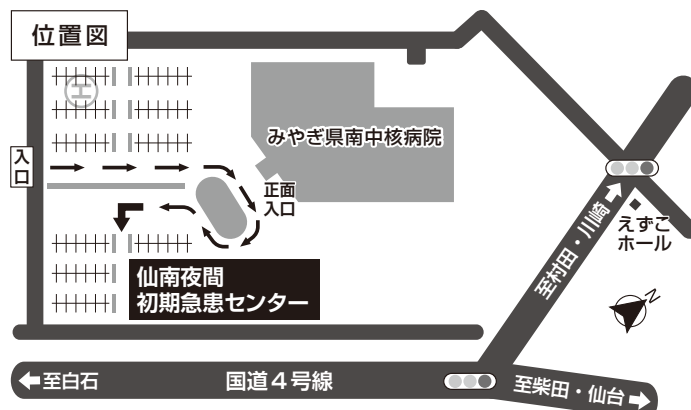 位置図
H
みやぎ県南中核病院
入口
正面
入口
至村田・川崎
えずこ
ホール
仙南夜間
初期急患センター
N
←至白石
国道4号線
至柴田・仙台→